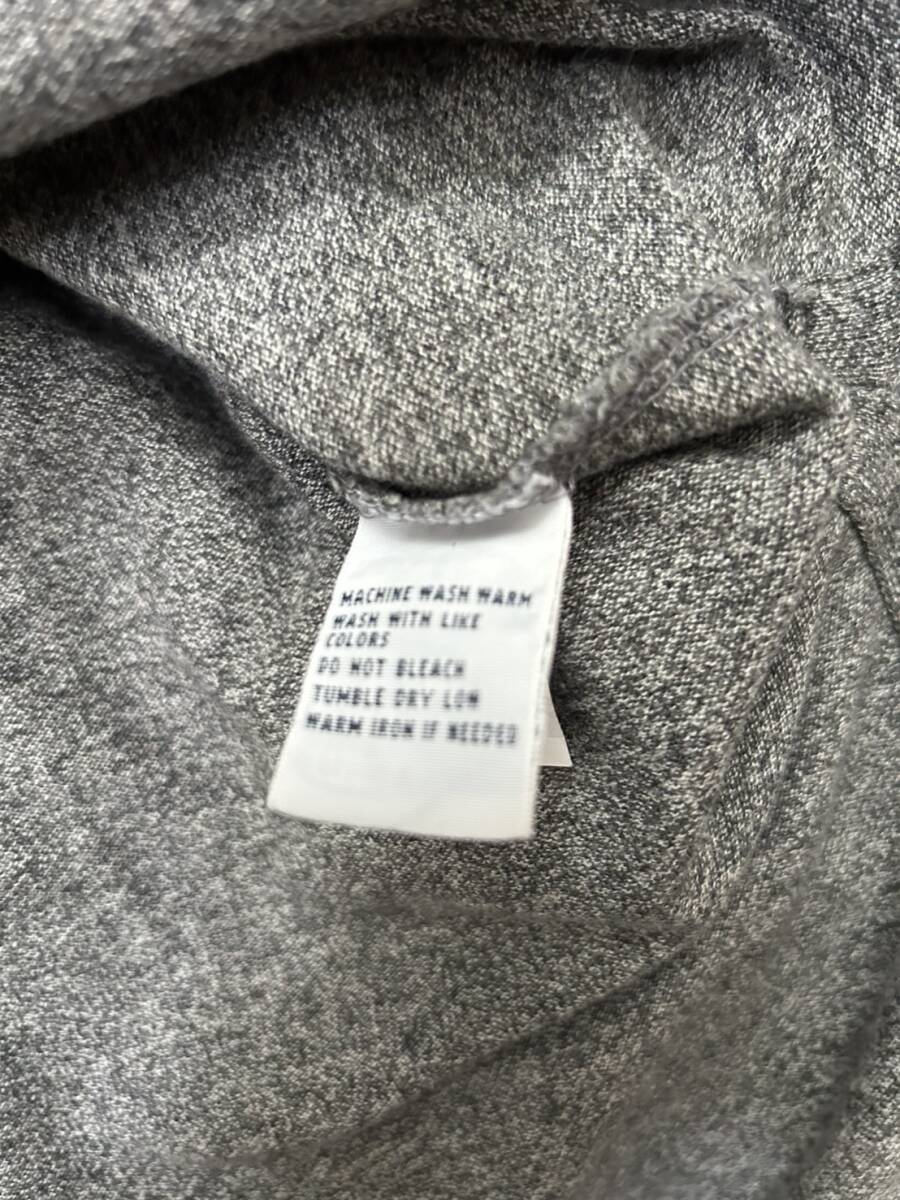 MACHINE WASH WARM
WASH WITH LIKE
COLORS
DO NOT BLEACH
TUMBLE DRY LOW
WARM IRON IF NEEDED